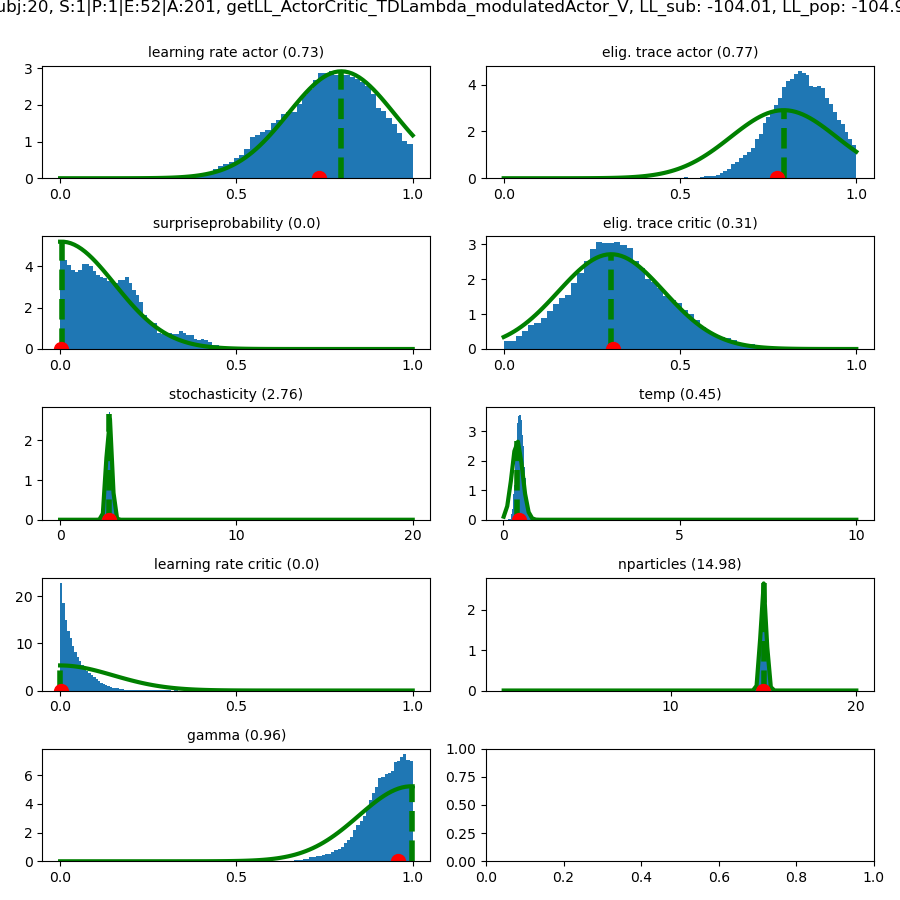 ubj:20, S:1|P:1|E:52|A:201, getLL_ActorCritic_TDLambda_modulatedActor_V, LL_sub: -104.01, LL_pop: -104.9
learning rate actor (0.73)
elig. trace actor (0.77)
3
2
1
0
0.0 0.5 1.0
4
2
0
0.0 0.5 1.0
surpriseprobability (0.0)
elig. trace critic (0.31)
4
2
0
0.0 0.5 1.0
3
2
1
0
0.0 0.5 1.0
stochasticity (2.76)
temp (0.45)
2
1
0
0 10 20
3
2
1
0
0 5 10
learning rate critic (0.0)
nparticles (14.98)
20
10
0
0.0 0.5 1.0
2
1
0
10 20
gamma (0.96)
6
4
2
0
0.0 0.5 1.0
1.00
0.75
0.50
0.25
0.00
0.0 0.2 0.4 0.6 0.8 1.0